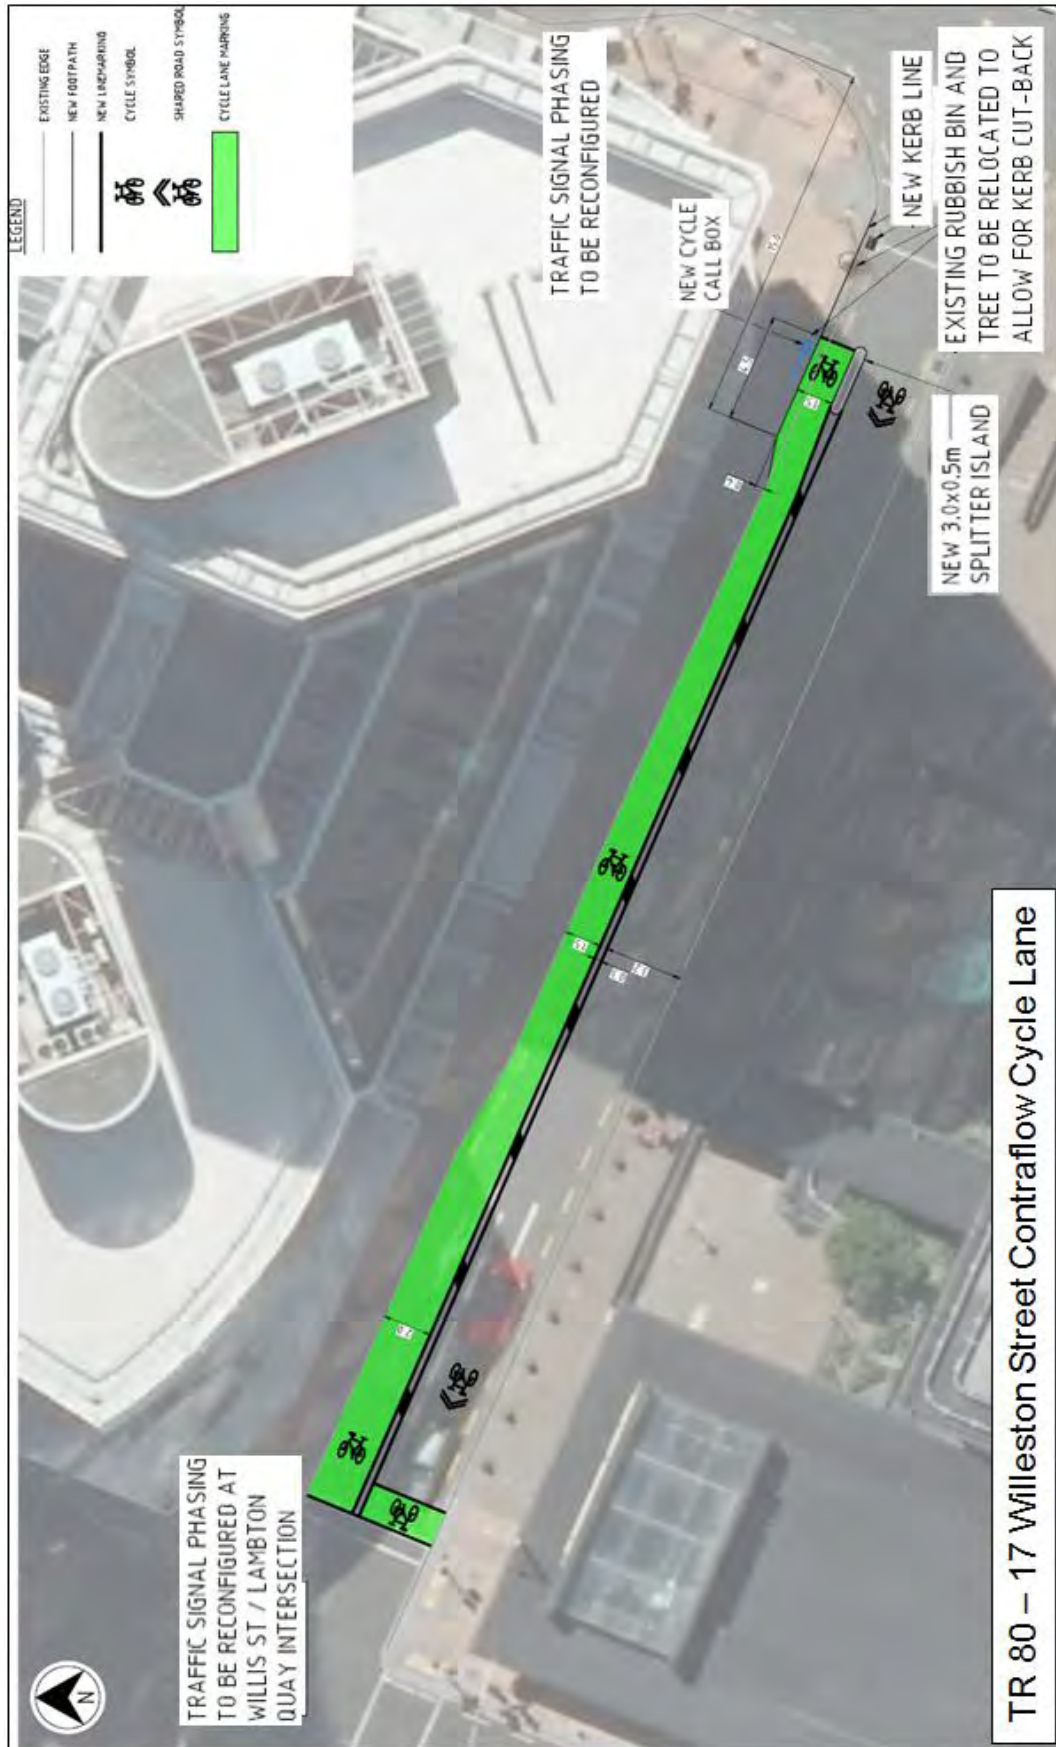 LEGEND
EXISTING EDGE
NEW FOOTPATH
NEW LINEMARKING
CYCLE SYMBOL
SHARED ROAD SYMBOL
CYCLE LANE MARKING
TRAFFIC SIGNAL PHASING
TO BE RECONFIGURED
NEW CYCLE
CALL BOX
NEW KERB LINE
EXISTING RUBBISH BIN AND
TREE TO BE RELOCATED TO
ALLOW FOR KERB CUT-BACK
NEW 3.0x0.5m
SPLITTER ISLAND
TRAFFIC SIGNAL PHASING
TO BE RECONFIGURED AT
WILLIS ST / LAMBTON
QUAY INTERSECTION
N
TR 80 – 17 Willeston Street Contraflow Cycle Lane